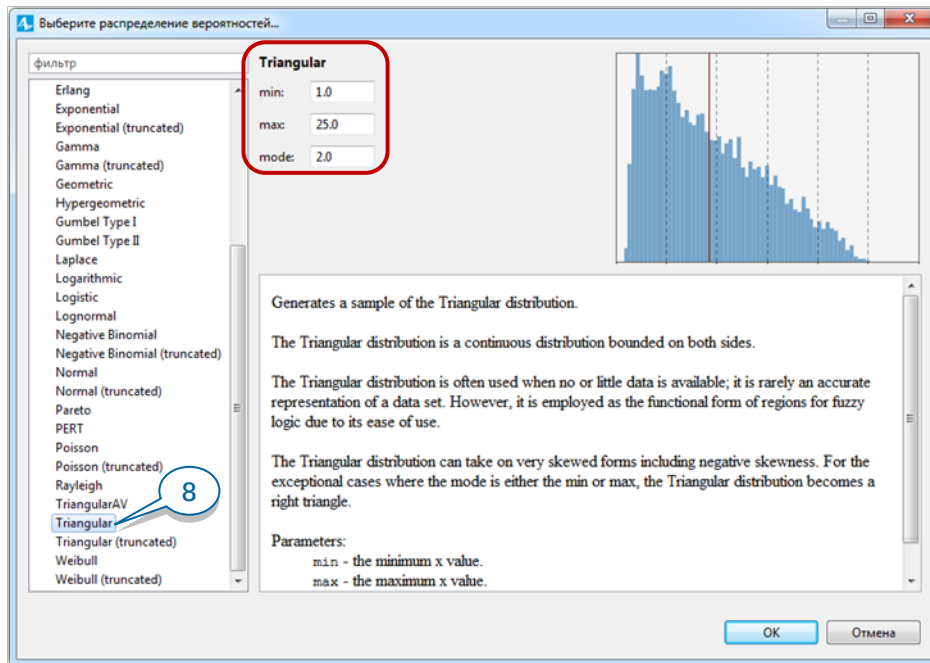 Выберите распределение вероятностей...
фильтр
Erlang
Exponential
Exponential (truncated)
Gamma
Gamma (truncated)
Geometric
Hypergeometric
Gumbel Type I
Gumbel Type II
Laplace
Logarithmic
Logistic
Lognormal
Negative Binomial
Negative Binomial (truncated)
Normal
Normal (truncated)
Pareto
PERT
Poisson
Poisson (truncated)
Rayleigh
TriangularAV
Triangular
Triangular (truncated)
Weibull
Weibull (truncated)
8
Triangular
min: 1.0
max: 25.0
mode: 2.0
Generates a sample of the Triangular distribution.
The Triangular distribution is a continuous distribution bounded on both sides.
The Triangular distribution is often used when no or little data is available; it is rarely an accurate
representation of a data set. However, it is employed as the functional form of regions for fuzzy
logic due to its ease of use.
The Triangular distribution can take on very skewed forms including negative skewness. For the
exceptional cases where the mode is either the min or max, the Triangular distribution becomes a
right triangle.
Parameters:
min - the minimum x value.
max - the maximum x value.
OK
Отмена